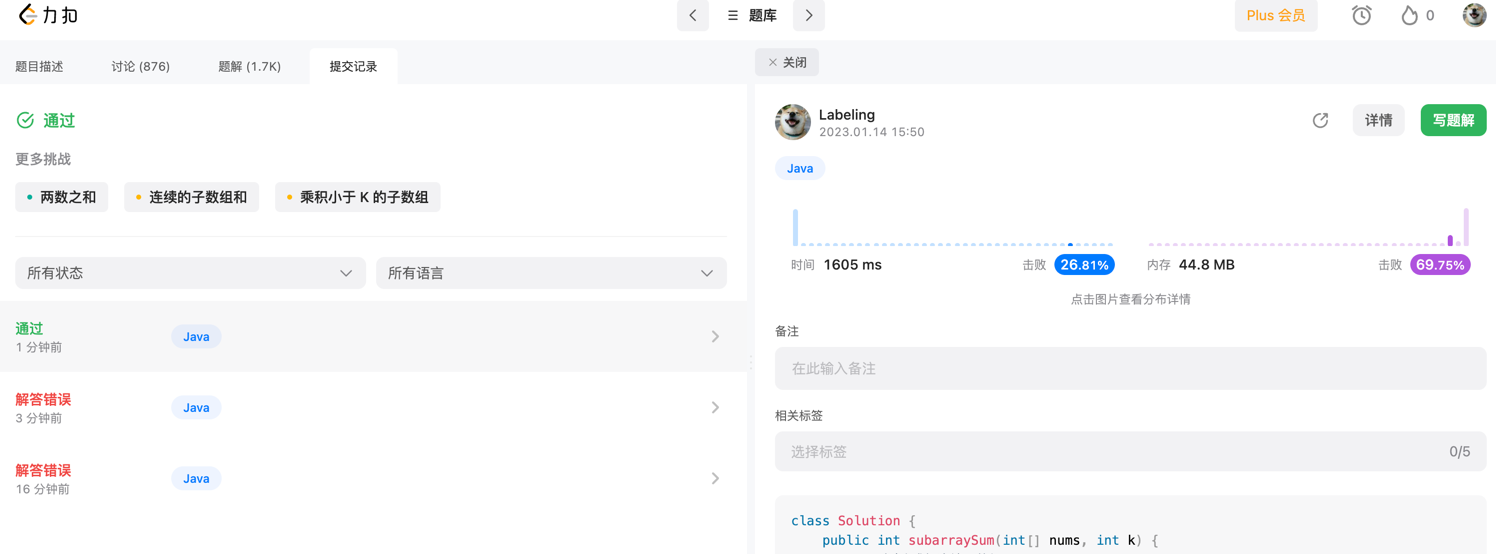 力扣
题库
Plus 会员
0
题目描述
讨论 (876)
题解 (1.7K)
提交记录
通过
更多挑战
两数之和
连续的子数组和
乘积小于 K 的子数组
所有状态
所有语言
通过
1 分钟前
Java
解答错误
3 分钟前
Java
解答错误
16 分钟前
Java
关闭
Labeling
2023.01.14 15:50
详情
写题解
Java
时间 1605 ms
击败 26.81%
内存 44.8 MB
击败 69.75%
点击图片查看分布详情
备注
在此输入备注
相关标签
选择标签
0/5
class Solution {
public int subarraySum(int[] nums, int k) {